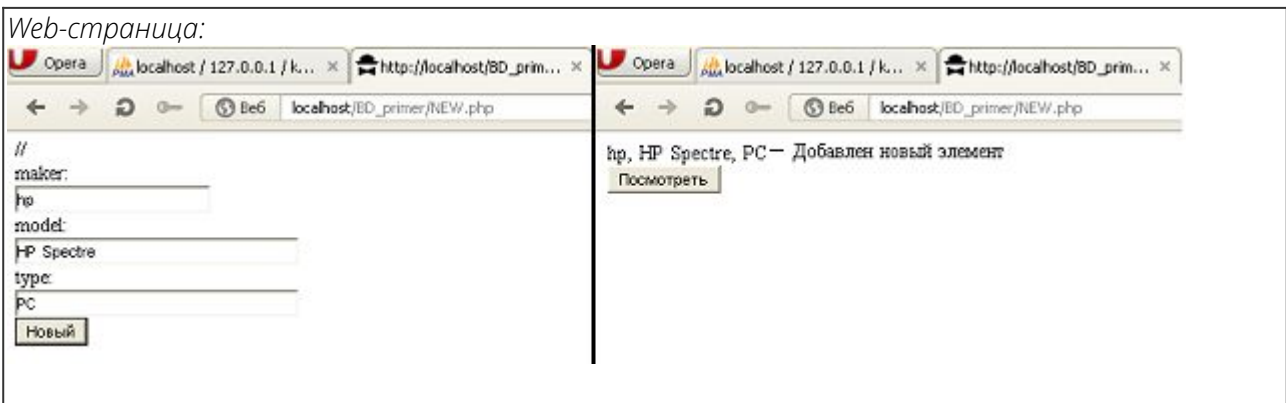 Web-страница:
Opera
PMA localhost / 127.0.0.1 / k... ×
http://localhost/BD_prim... ×
Веб localhost/BD_primer/NEW.php
//
maker:
hp
model:
HP Spectre
type:
PC
Новый
Opera
PMA localhost / 127.0.0.1 / k... ×
http://localhost/BD_prim... ×
Веб localhost/BD_primer/NEW.php
hp, HP Spectre, PC— Добавлен новый элемент
Посмотреть